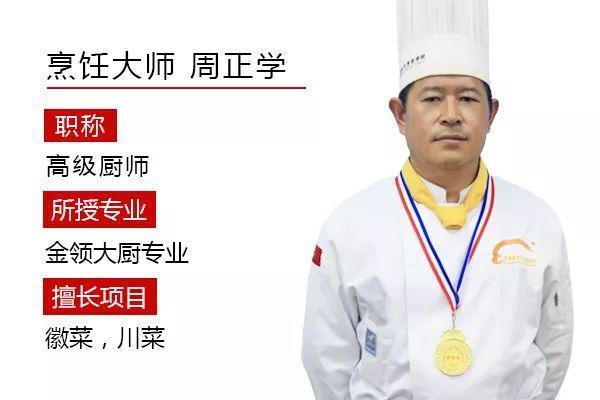 烹饪大师 周正学
职称
高级厨师
所授专业
金领大厨专业
擅长项目
徽菜，川菜